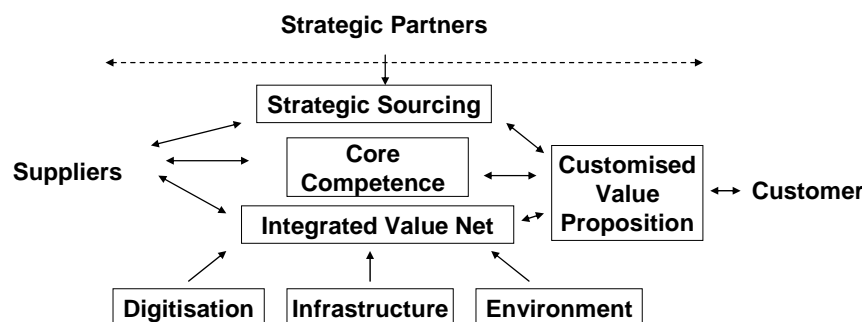 Strategic Partners
Strategic Sourcing
Core
Competence
Suppliers
Customised
Value
Proposition
Customer
Integrated Value Net
Digitisation
Infrastructure
Environment